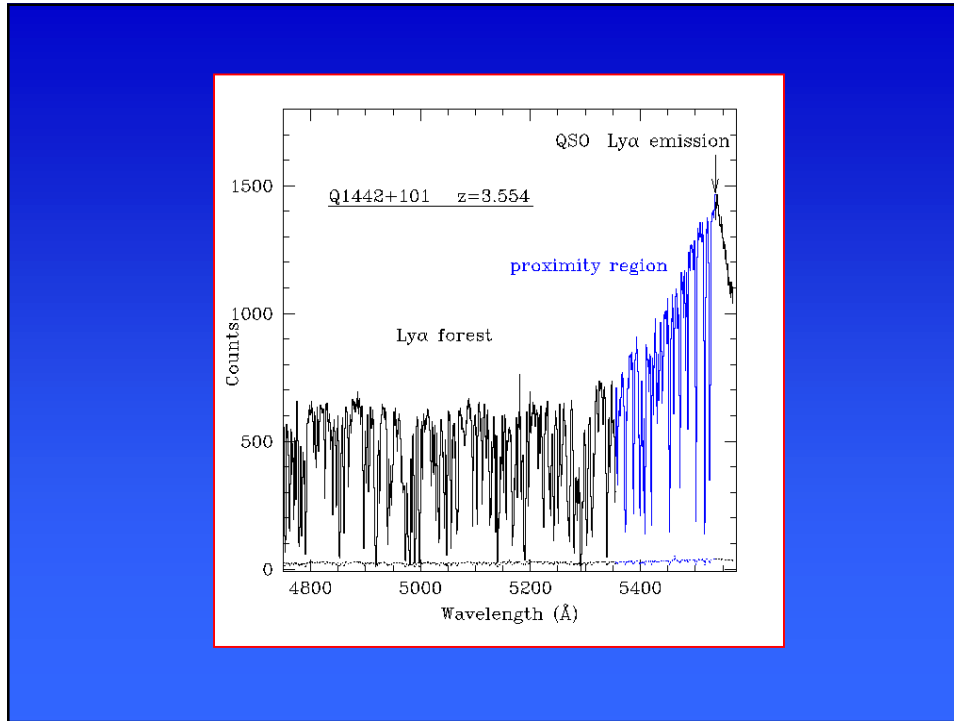 QSO Lyα emission
1500
Q1442+101 z=3.554
proximity region
1000
Lyα forest
Counts
500
0
4800 5000 5200 5400
Wavelength (Å)